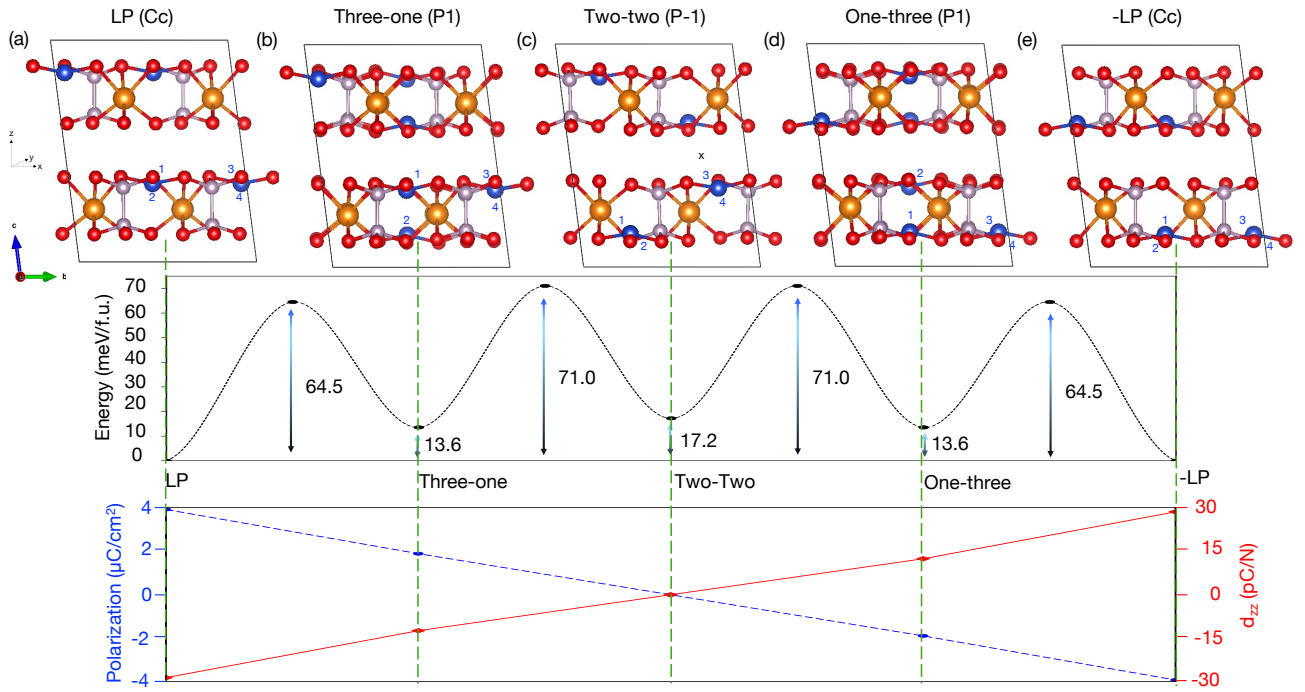 LP (Cc) Three-one (P1) Two-two (P-1) One-three (P1) -LP (Cc)
(a) (b) (c) (d) (e)
z y x
1 2 3 4
1 2 3 4
x
1 2 3 4
2 1 3 4
1 2 3 4
c b
Energy (meV/f.u.)
70
60
50
40
30
20
10
0
64.5 71.0 71.0 64.5
13.6 17.2 13.6
LP Three-one Two-Two One-three -LP
Polarization (μC/cm²)
4
2
0
-2
-4
30
15
0
-15
-30
dzz (pC/N)